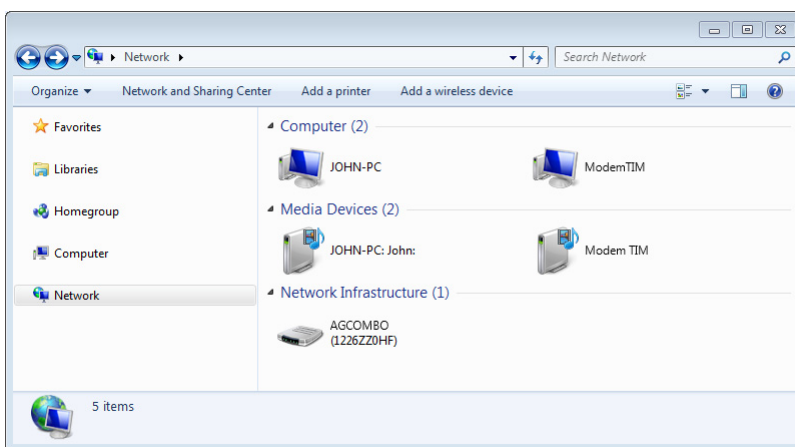 Network
Search Network
Organize
Network and Sharing Center
Add a printer
Add a wireless device
Favorites
Libraries
Homegroup
Computer
Network
Computer (2)
JOHN-PC
ModemTIM
Media Devices (2)
JOHN-PC: John:
Modem TIM
Network Infrastructure (1)
AGCOMBO
(1226ZZ0HF)
5 items